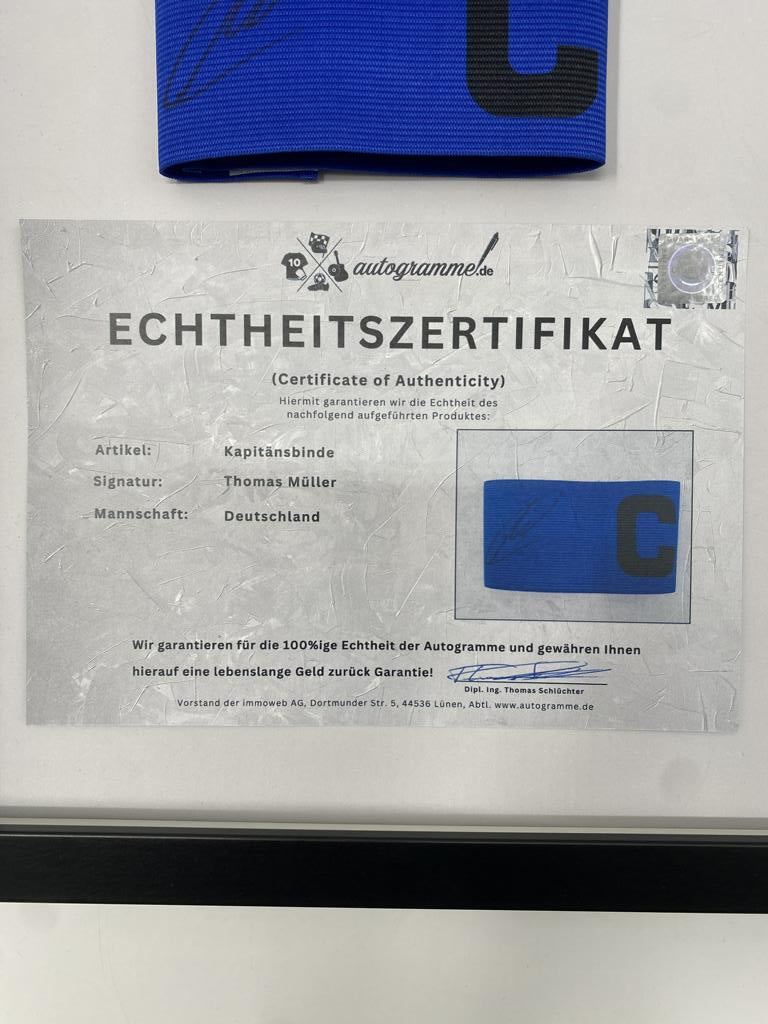 C
10
autogramme.de
ECHTHEITSZERTIFIKAT
(Certificate of Authenticity)
Hiermit garantieren wir die Echtheit des
nachfolgend aufgeführten Produktes:
Artikel: Kapitänsbinde
Signatur: Thomas Müller
Mannschaft: Deutschland
C
Wir garantieren für die 100%ige Echtheit der Autogramme und gewähren Ihnen
hierauf eine lebenslange Geld zurück Garantie!
Dipl. Ing. Thomas Schlüchter
Vorstand der immoweb AG, Dortmunder Str. 5, 44536 Lünen, Abtl. www.autogramme.de